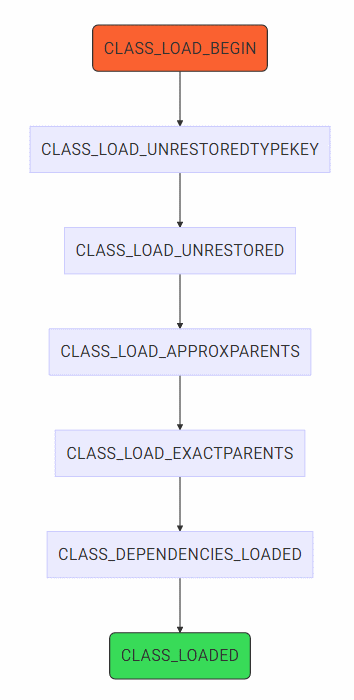 CLASS_LOAD_BEGIN
CLASS_LOAD_UNRESTOREDTYPEKEY
CLASS_LOAD_UNRESTORED
CLASS_LOAD_APPROXPARENTS
CLASS_LOAD_EXACTPARENTS
CLASS_DEPENDENCIES_LOADED
CLASS_LOADED